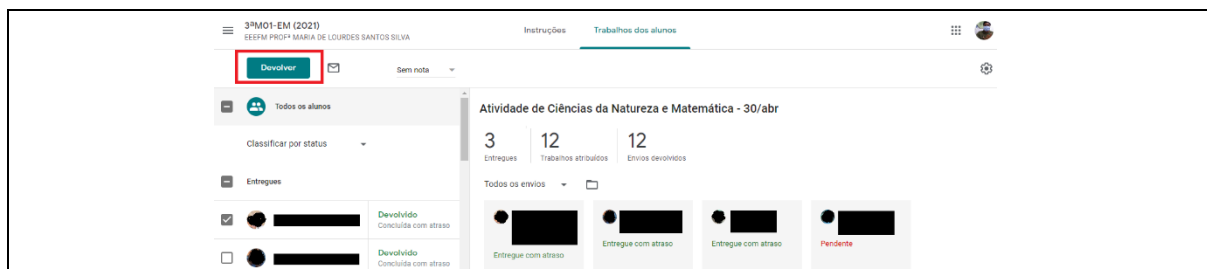 3ªM01-EM (2021)
EEEFM PROFª MARIA DE LOURDES SANTOS SILVA
Instruções
Trabalhos dos alunos
Devolver
Sem nota
Todos os alunos
Classificar por status
Entregues
Devolvido
Concluída com atraso
Devolvido
Concluída com atraso
Atividade de Ciências da Natureza e Matemática - 30/abr
3
Entregues
12
Trabalhos atribuídos
12
Envios devolvidos
Todos os envios
Entregue com atraso
Entregue com atraso
Entregue com atraso
Pendente